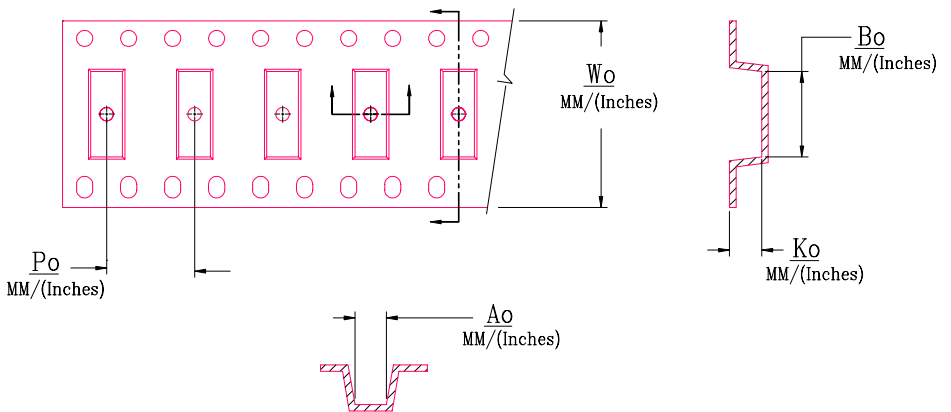 Wo
MM/(Inches)
Bo
MM/(Inches)
Po
MM/(Inches)
Ko
MM/(Inches)
Ao
MM/(Inches)